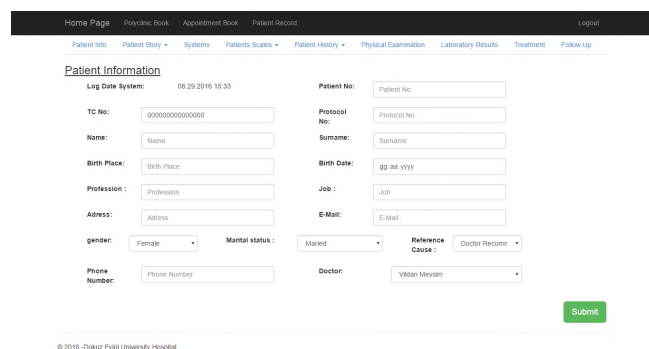 Home Page Polyclinic Book Appointment Book Patient Record Logout
Patient Info Patient Story Systems Patients Scales Patient History Physical Examination Laboratory Results Treatment Follow Up
Patient Information
Log Date System: 08.29.2016 15:33 Patient No: Patient No
TC No: 00000000000000 Protocol No: Protocol No
Name: Name Surname: Surname
Birth Place: Birth Place Birth Date: gg.aa.yyyy
Profession : Profession Job : Job
Adress: Adress E-Mail: E-Mail :
gender: Female Marital status : Maried Reference Cause : Doctor Recomm
Phone Number: Phone Number Doctor: Vildan Mevsim
Submit
© 2016 -Dokuz Eylül University Hospital